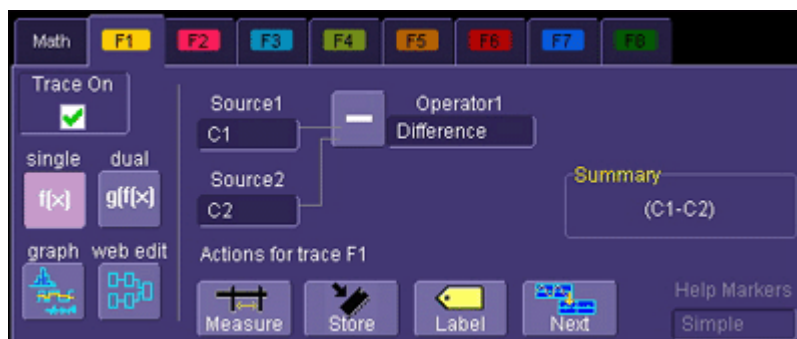 Math F1 F2 F3 F4 F5 F6 F7 F8
Trace On
Source1
C1
Operator1
Difference
single dual
f(x) g(f(x)
Source2
C2
Summary
(C1-C2)
graph web edit
Actions for trace F1
Measure Store Label Next
Help Markers
Simple